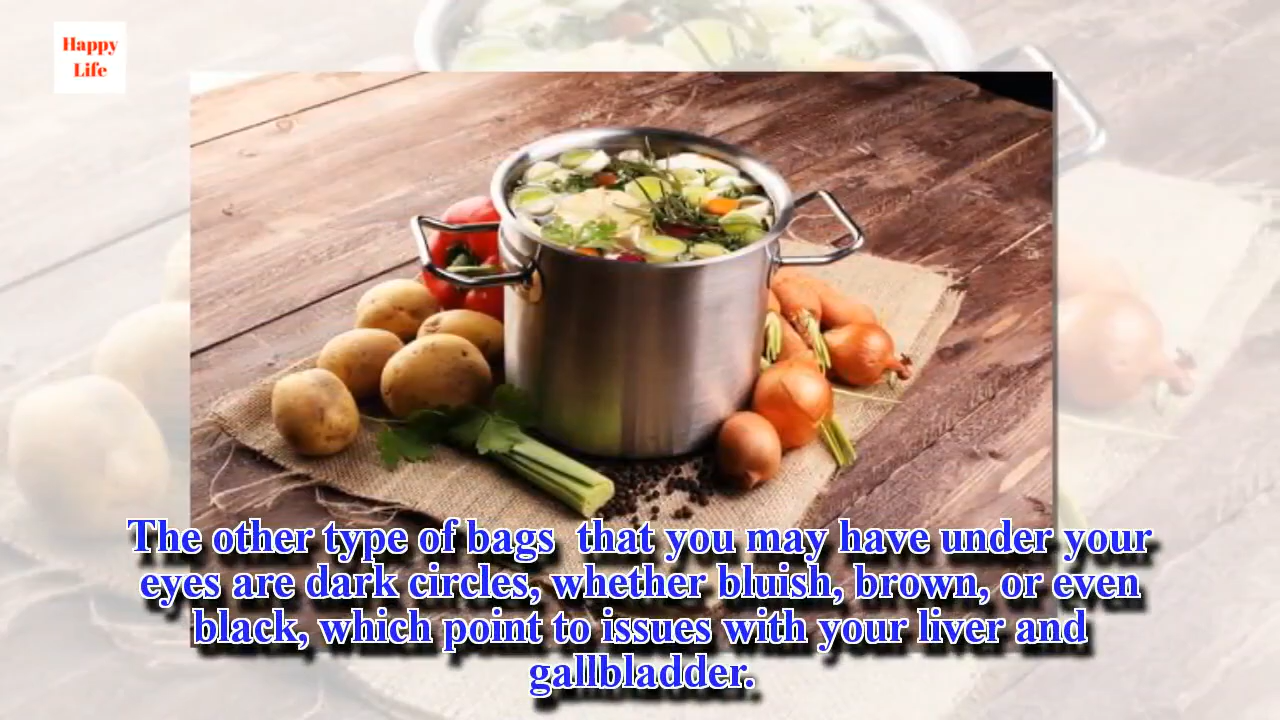 Happy
Life
The other type of bags  that you may have under your
eyes are dark circles, whether bluish, brown, or even
black, which point to issues with your liver and
gallbladder.